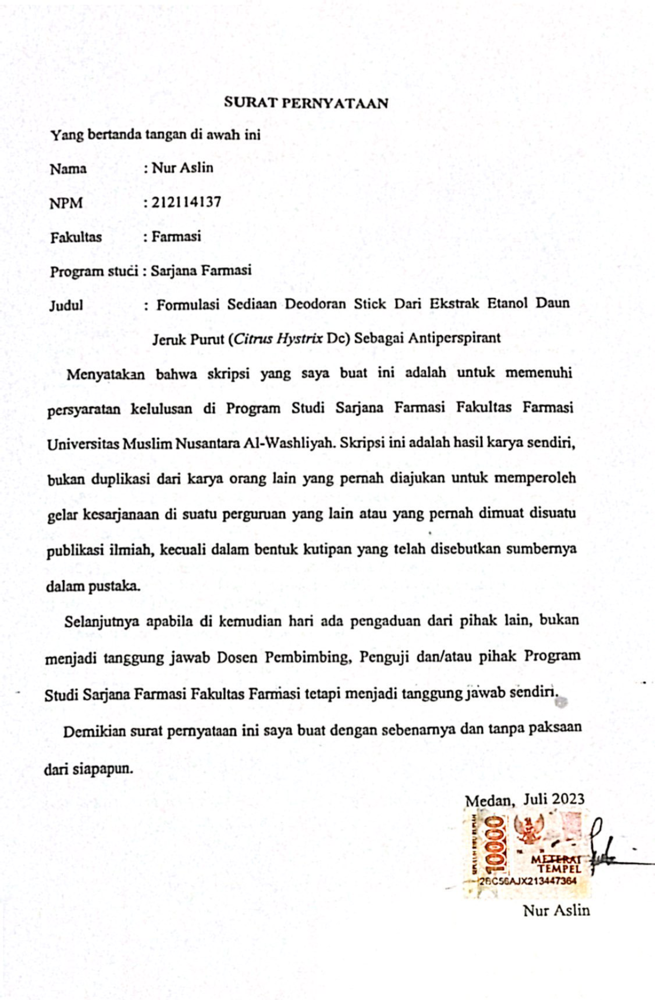 SURAT PERNYATAAN
Yang bertanda tangan di awah ini
Nama : Nur Aslin
NPM : 212114137
Fakultas : Farmasi
Program studi : Sarjana Farmasi
Judul : Formulasi Sediaan Deodoran Stick Dari Ekstrak Etanol Daun
Jeruk Purut (Citrus Hystrix Dc) Sebagai Antiperspirant
Menyatakan bahwa skripsi yang saya buat ini adalah untuk memenuhi
persyaratan kelulusan di Program Studi Sarjana Farmasi Fakultas Farmasi
Universitas Muslim Nusantara Al-Washliyah. Skripsi ini adalah hasil karya sendiri,
bukan duplikasi dari karya orang lain yang pernah diajukan untuk memperoleh
gelar kesarjanaan di suatu perguruan yang lain atau yang pernah dimuat disuatu
publikasi ilmiah, kecuali dalam bentuk kutipan yang telah disebutkan sumbernya
dalam pustaka.
Selanjutnya apabila di kemudian hari ada pengaduan dari pihak lain, bukan
menjadi tanggung jawab Dosen Pembimbing, Penguji dan/atau pihak Program
Studi Sarjana Farmasi Fakultas Farmasi tetapi menjadi tanggung jawab sendiri.
Demikian surat pernyataan ini saya buat dengan sebenarnya dan tanpa paksaan
dari siapapun.
Medan, Juli 2023
SEPULUH RIBU RUPIAH
10000
METERAI
TEMPEL
2BC56AJX213447364
Nur Aslin